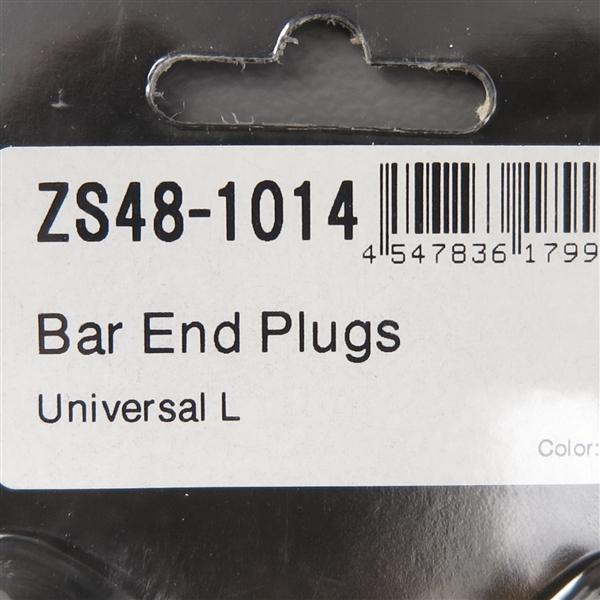 ZS48-1014
4 547836 1799
Bar End Plugs
Universal L
Color: